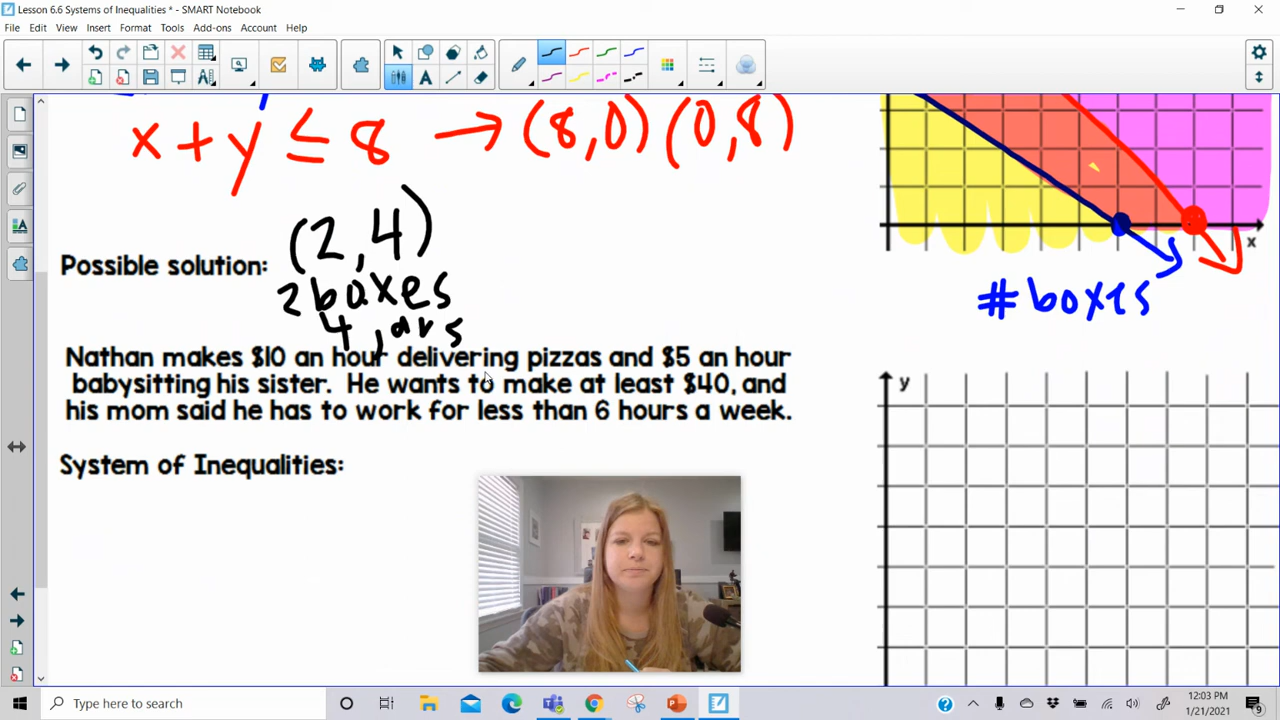 Lesson 6.6 Systems of Inequalities * - SMART Notebook
File Edit View Insert Format Tools Add-ons Account Help
x + y ≤ 8 → (8,0) (0,8)
(2,4)
Possible solution:
2 boxes
4 jars
Nathan makes $10 an hour delivering pizzas and $5 an hour
babysitting his sister. He wants to make at least $40, and
his mom said he has to work for less than 6 hours a week.
System of Inequalities:
x
# boxes
y
Type here to search
12:03 PM
1/21/2021
9